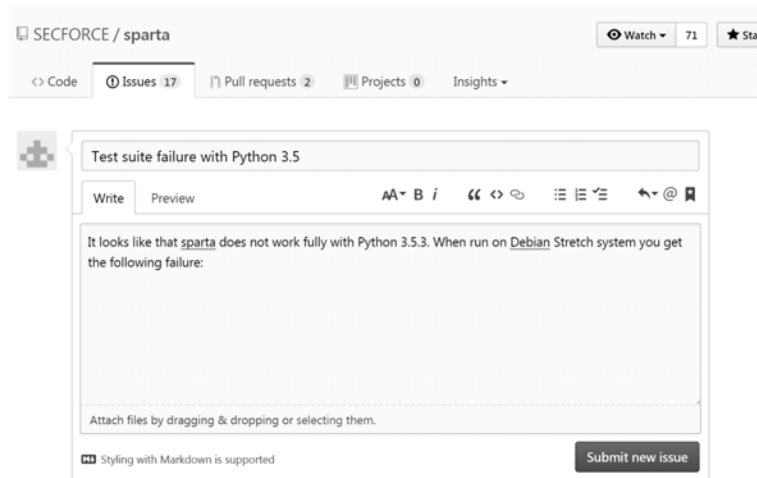 SECFORCE / sparta
Watch 71
<> Code Issues 17 Pull requests 2 Projects 0 Insights
Test suite failure with Python 3.5
Write Preview AA B i “ <> @
It looks like that sparta does not work fully with Python 3.5.3. When run on Debian Stretch system you get
the following failure:
Attach files by dragging & dropping or selecting them.
Styling with Markdown is supported
Submit new issue